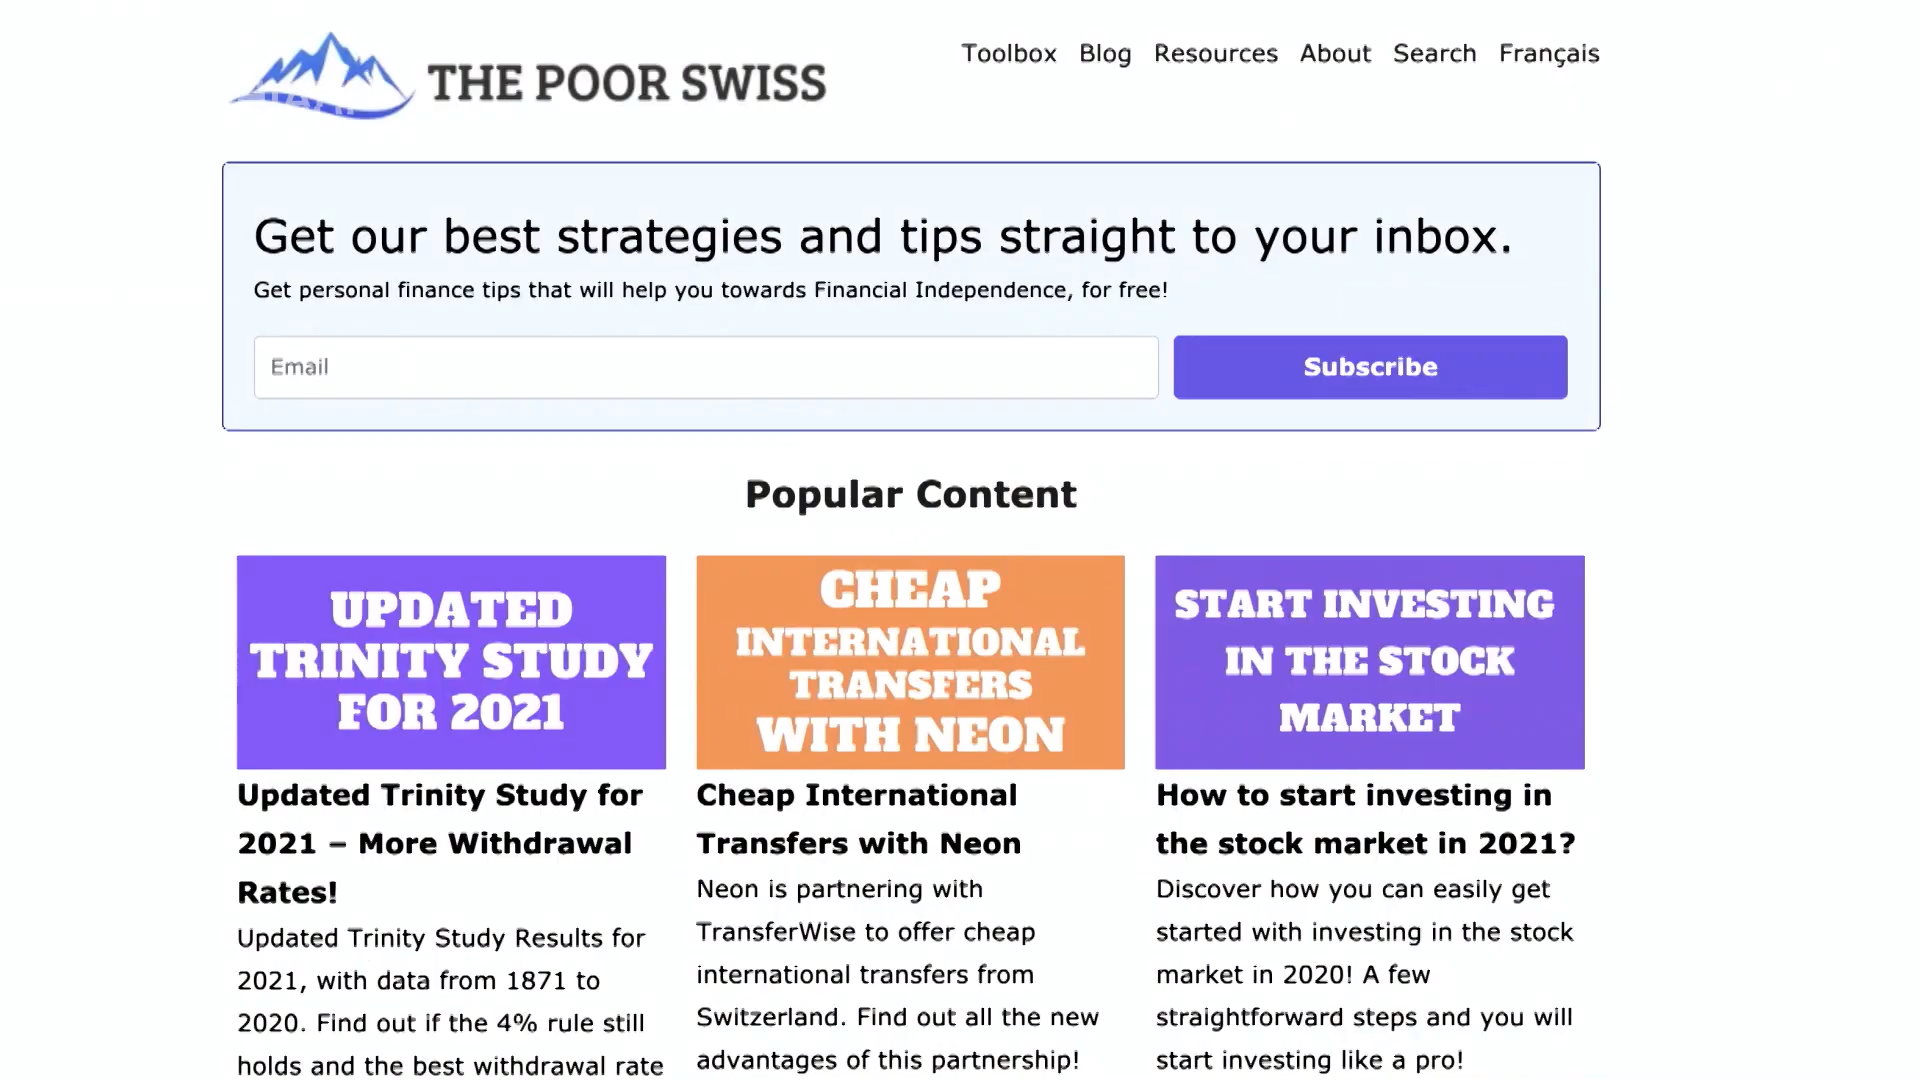 THE POOR SWISS
Toolbox Blog Resources About Search Français
Get our best strategies and tips straight to your inbox.
Get personal finance tips that will help you towards Financial Independence, for free!
Email
Subscribe
Popular Content
UPDATED
TRINITY STUDY
FOR 2021
Updated Trinity Study for
2021 – More Withdrawal
Rates!
Updated Trinity Study Results for
2021, with data from 1871 to
2020. Find out if the 4% rule still
holds and the best withdrawal rate
CHEAP
INTERNATIONAL
TRANSFERS
WITH NEON
Cheap International
Transfers with Neon
Neon is partnering with
TransferWise to offer cheap
international transfers from
Switzerland. Find out all the new
advantages of this partnership!
START INVESTING
IN THE STOCK
MARKET
How to start investing in
the stock market in 2021?
Discover how you can easily get
started with investing in the stock
market in 2020! A few
straightforward steps and you will
start investing like a pro!